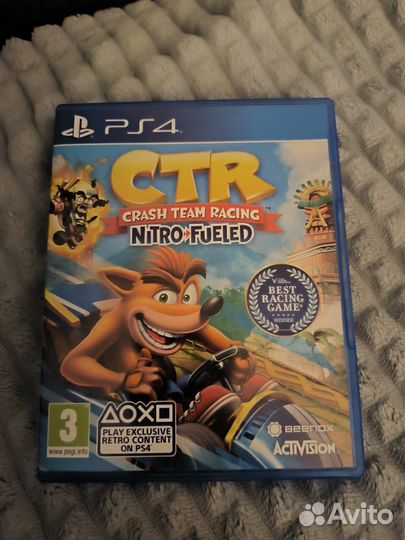 PS4
CTR
CRASH TEAM RACING™
NITRO FUELED
BEST
RACING
GAME
WINNER
3
www.pegi.info
PLAY EXCLUSIVE
RETRO CONTENT
ON PS4
BEENOX
ACTIVISION
Avito